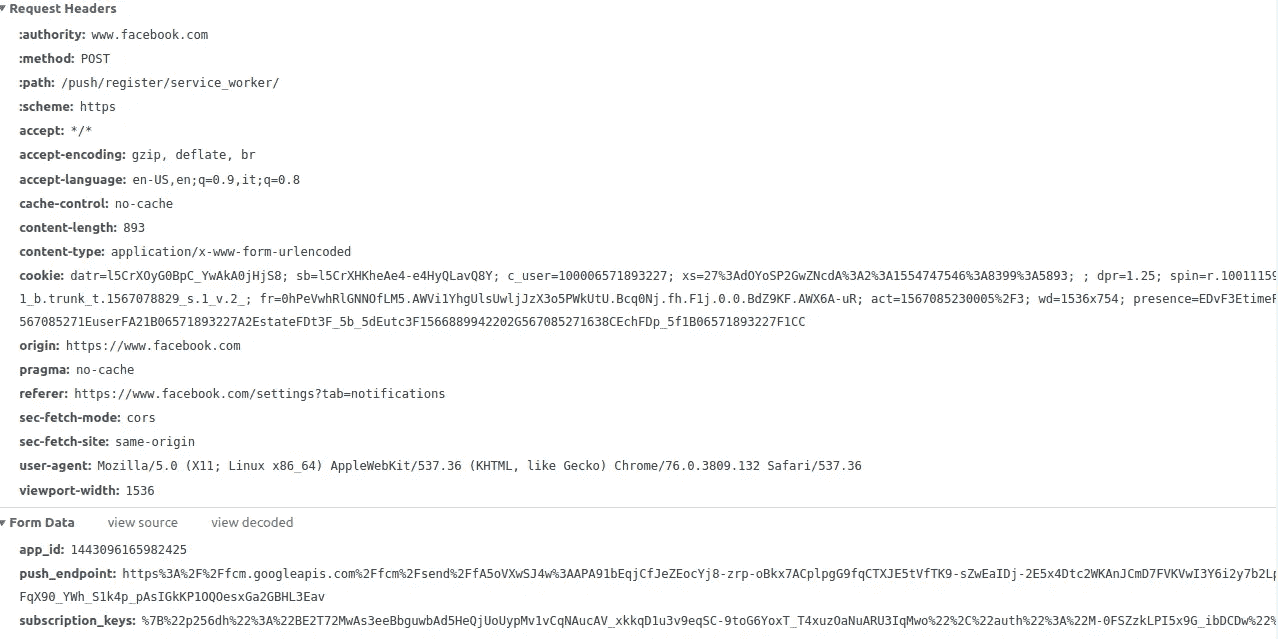 Request Headers
:authority: www.facebook.com
:method: POST
:path: /push/register/service_worker/
:scheme: https
accept: */*
accept-encoding: gzip, deflate, br
accept-language: en-US,en;q=0.9,it;q=0.8
cache-control: no-cache
content-length: 893
content-type: application/x-www-form-urlencoded
cookie: datr=l5CrXOyG0BpC_YwAkA0jHjS8; sb=l5CrXHKheAe4-e4HyQLavQ8Y; c_user=100006571893227; xs=27%3AdOYoSP2GwZNcdA%3A2%3A1554747546%3A8399%3A5893; ; dpr=1.25; spin=r.10011159
1_b.trunk_t.1567078829_s.1_v.2_; fr=0hPeVwhRlGNNOfLM5.AWVi1YhgUlsUwljJzX3o5PWkUtU.Bcq0Nj.fh.F1j.0.0.BdZ9KF.AWX6A-uR; act=1567085230005%2F3; wd=1536x754; presence=EDvF3EtimeF
567085271EuserFA21B06571893227A2EstateFDt3F_5b_5dEutc3F1566889942202G567085271638CEchFDp_5f1B06571893227F1CC
origin: https://www.facebook.com
pragma: no-cache
referer: https://www.facebook.com/settings?tab=notifications
sec-fetch-mode: cors
sec-fetch-site: same-origin
user-agent: Mozilla/5.0 (X11; Linux x86_64) AppleWebKit/537.36 (KHTML, like Gecko) Chrome/76.0.3809.132 Safari/537.36
viewport-width: 1536
Form Data view source view decoded
app_id: 1443096165982425
push_endpoint: https%3A%2F%2Ffcm.googleapis.com%2Ffcm%2Fsend%2FfA5oVXwSJ4w%3AAPA91bEqjCfJeZEocYj8-zrp-oBkx7ACplpgG9fqCTXJE5tVfTK9-sZwEaIDj-2E5x4Dtc2WKAnJCmD7FVKVwI3Y6i2y7b2Lp
FqX90_YWh_S1k4p_pAsIGkKP1OQOesxGa2GBHL3Eav
subscription_keys: %7B%22p256dh%22%3A%22BE2T72MwAs3eeBbguwbAd5HeQjUoUypMv1vCqNAucAV_xkkqD1u3v9eqSC-9toG6YoxT_T4xuzOaNuARU3IqMwo%22%2C%22auth%22%3A%22M-0FSZzkLPI5x9G_ibDCDw%22%